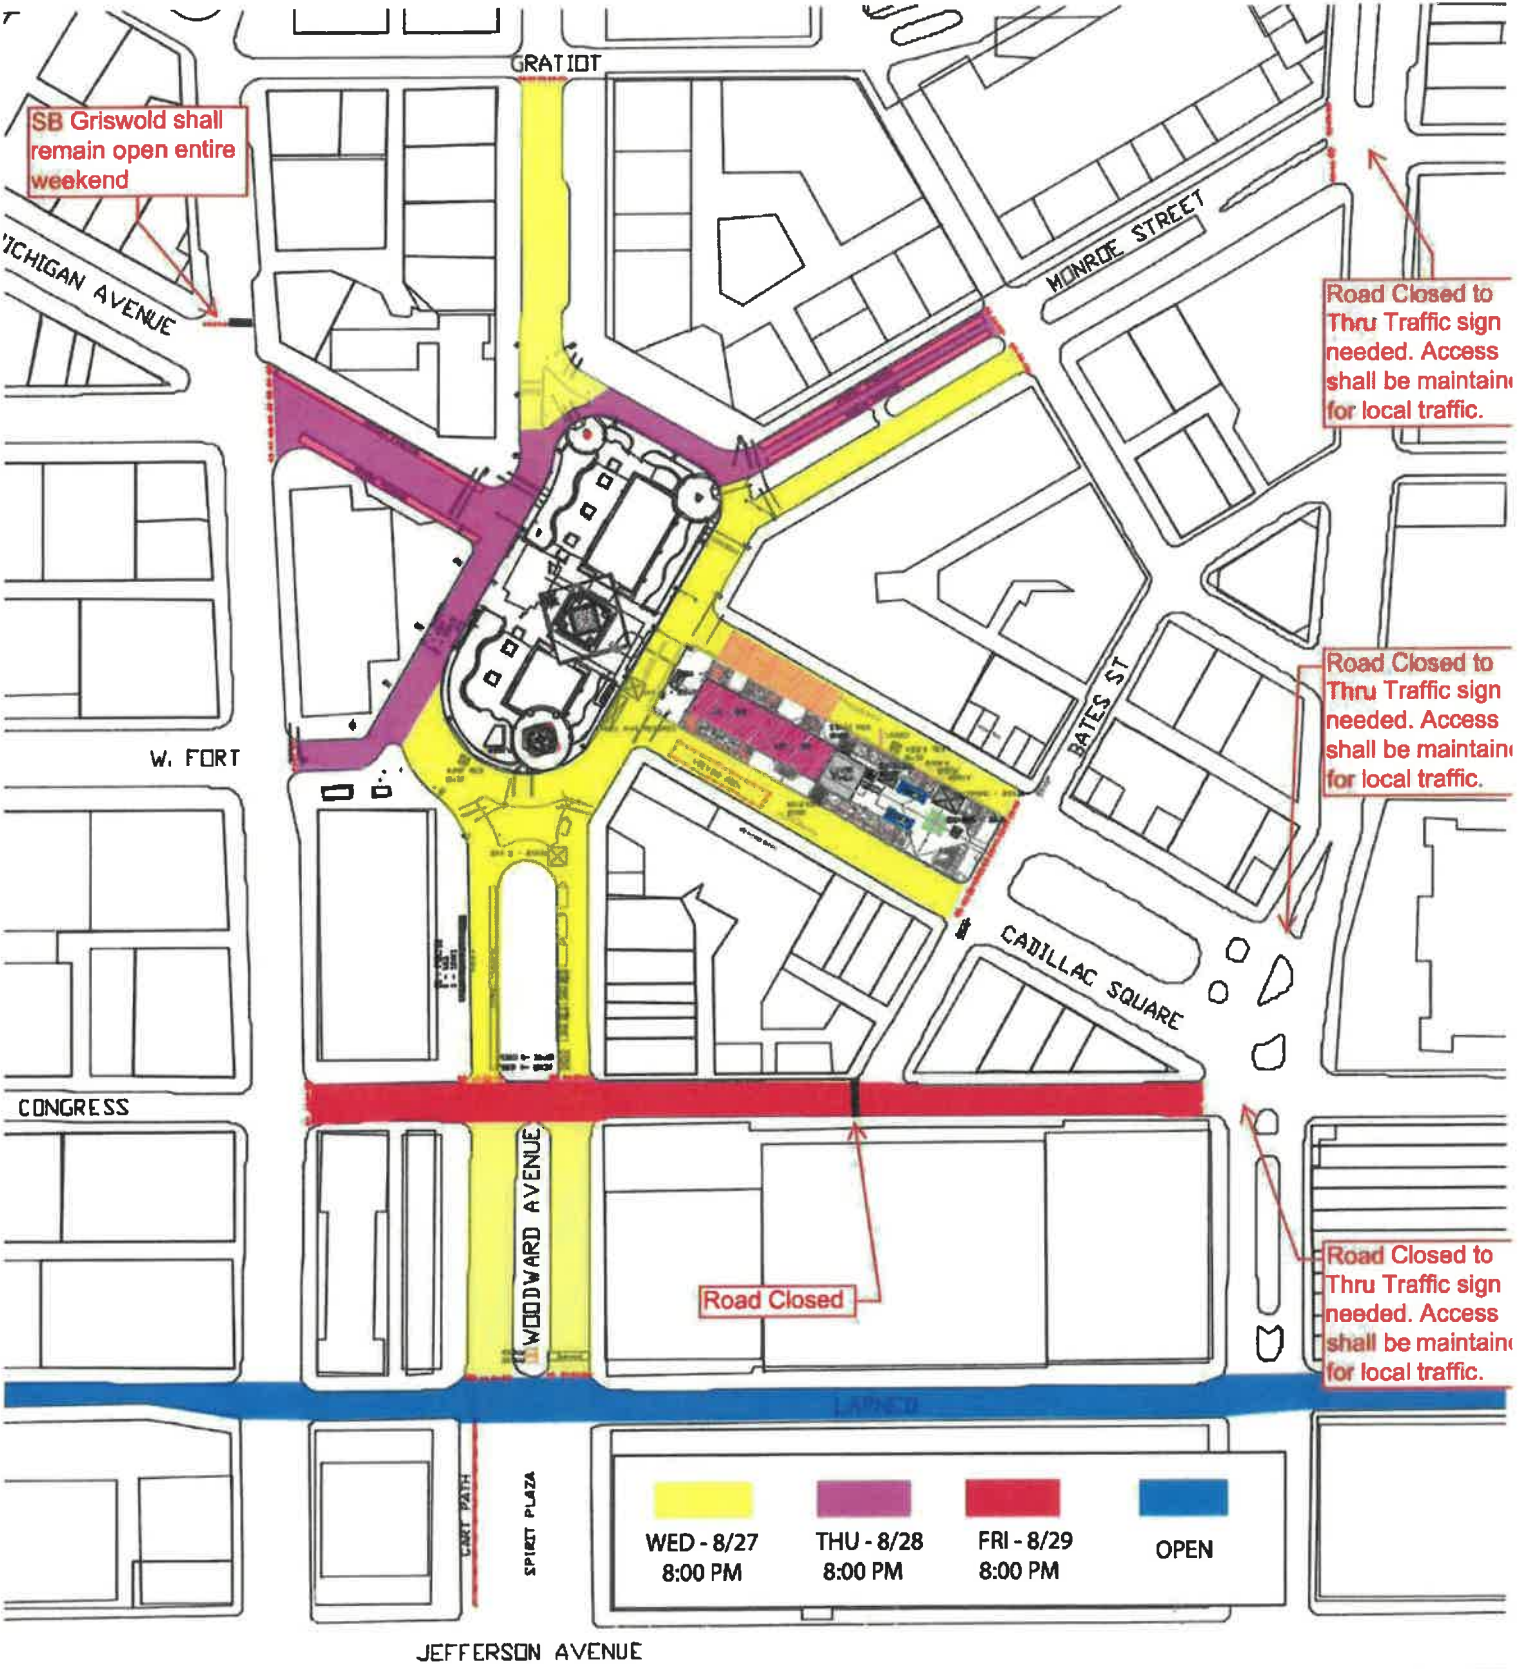 GRATIOT
SB Griswold shall
remain open entire
weekend
MICHIGAN AVENUE
MONROE STREET
Road Closed to
Thru Traffic sign
needed. Access
shall be maintaine
for local traffic.
BATES ST
Road Closed to
Thru Traffic sign
needed. Access
shall be maintaine
for local traffic.
W. FORT
CADILLAC SQUARE
CONGRESS
WOODWARD AVENUE
Road Closed
Road Closed to
Thru Traffic sign
needed. Access
shall be maintaine
for local traffic.
LARNED
CART PATH
SPIRIT PLAZA
WED - 8/27
8:00 PM
THU - 8/28
8:00 PM
FRI - 8/29
8:00 PM
OPEN
JEFFERSON AVENUE